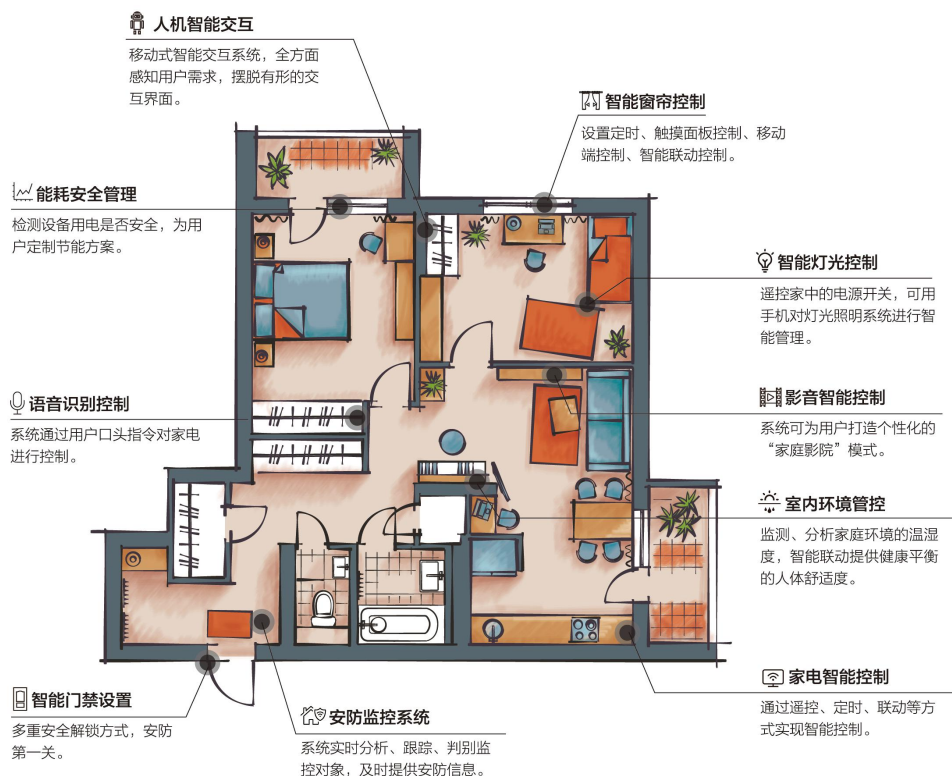 人机智能交互
移动式智能交互系统，全方面
感知用户需求，摆脱有形的交
互界面。
智能窗帘控制
设置定时、触摸面板控制、移动
端控制、智能联动控制。
能耗安全管理
检测设备用电是否安全，为用
户定制节能方案。
智能灯光控制
遥控家中的电源开关，可用
手机对灯光照明系统进行智
能管理。
语音识别控制
系统通过用户口头指令对家电
进行控制。
影音智能控制
系统可为用户打造个性化的
“家庭影院”模式。
室内环境管控
监测、分析家庭环境的温湿
度，智能联动提供健康平衡
的人体舒适度。
家电智能控制
通过遥控、定时、联动等方
式实现智能控制。
智能门禁设置
多重安全解锁方式，安防
第一关。
安防监控系统
系统实时分析、跟踪、判别监
控对象，及时提供安防信息。